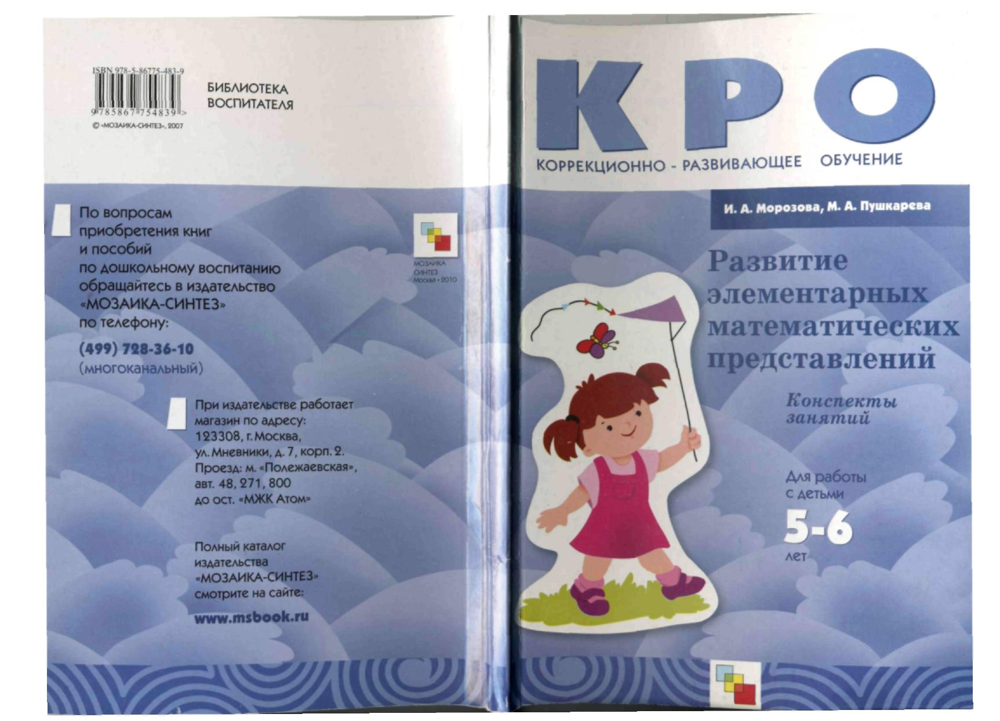 ISBN 978-5-86775-483-9
9 785867 754839 >
© «МОЗАИКА-СИНТЕЗ», 2007
БИБЛИОТЕКА
ВОСПИТАТЕЛЯ
По вопросам
приобретения книг
и пособий
по дошкольному воспитанию
обращайтесь в издательство
«МОЗАИКА-СИНТЕЗ»
по телефону:
(499) 728-36-10
(многоканальный)
МОЗАИКА
СИНТЕЗ
Москва • 2010
При издательстве работает
магазин по адресу:
123308, г. Москва,
ул. Мневники, д. 7, корп. 2.
Проезд: м. «Полежаевская»,
авт. 48, 271, 800
до ост. «МЖК Атом»
Полный каталог
издательства
«МОЗАИКА-СИНТЕЗ»
смотрите на сайте:
www.msbook.ru
КРО
КОРРЕКЦИОННО - РАЗВИВАЮЩЕЕ ОБУЧЕНИЕ
И. А. Морозова, М. А. Пушкарева
Развитие
элементарных
математических
представлений
Конспекты
занятий
Для работы
с детьми
5-6
лет